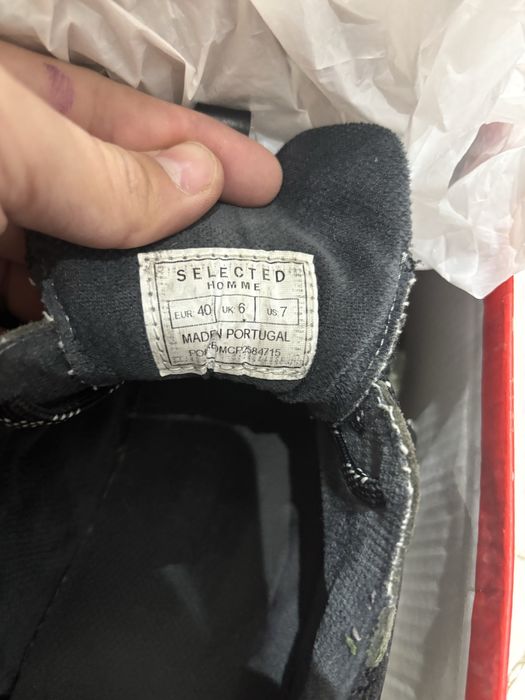 SELECTED
HOMME
EUR: 40 UK: 6 US: 7
MADE IN PORTUGAL